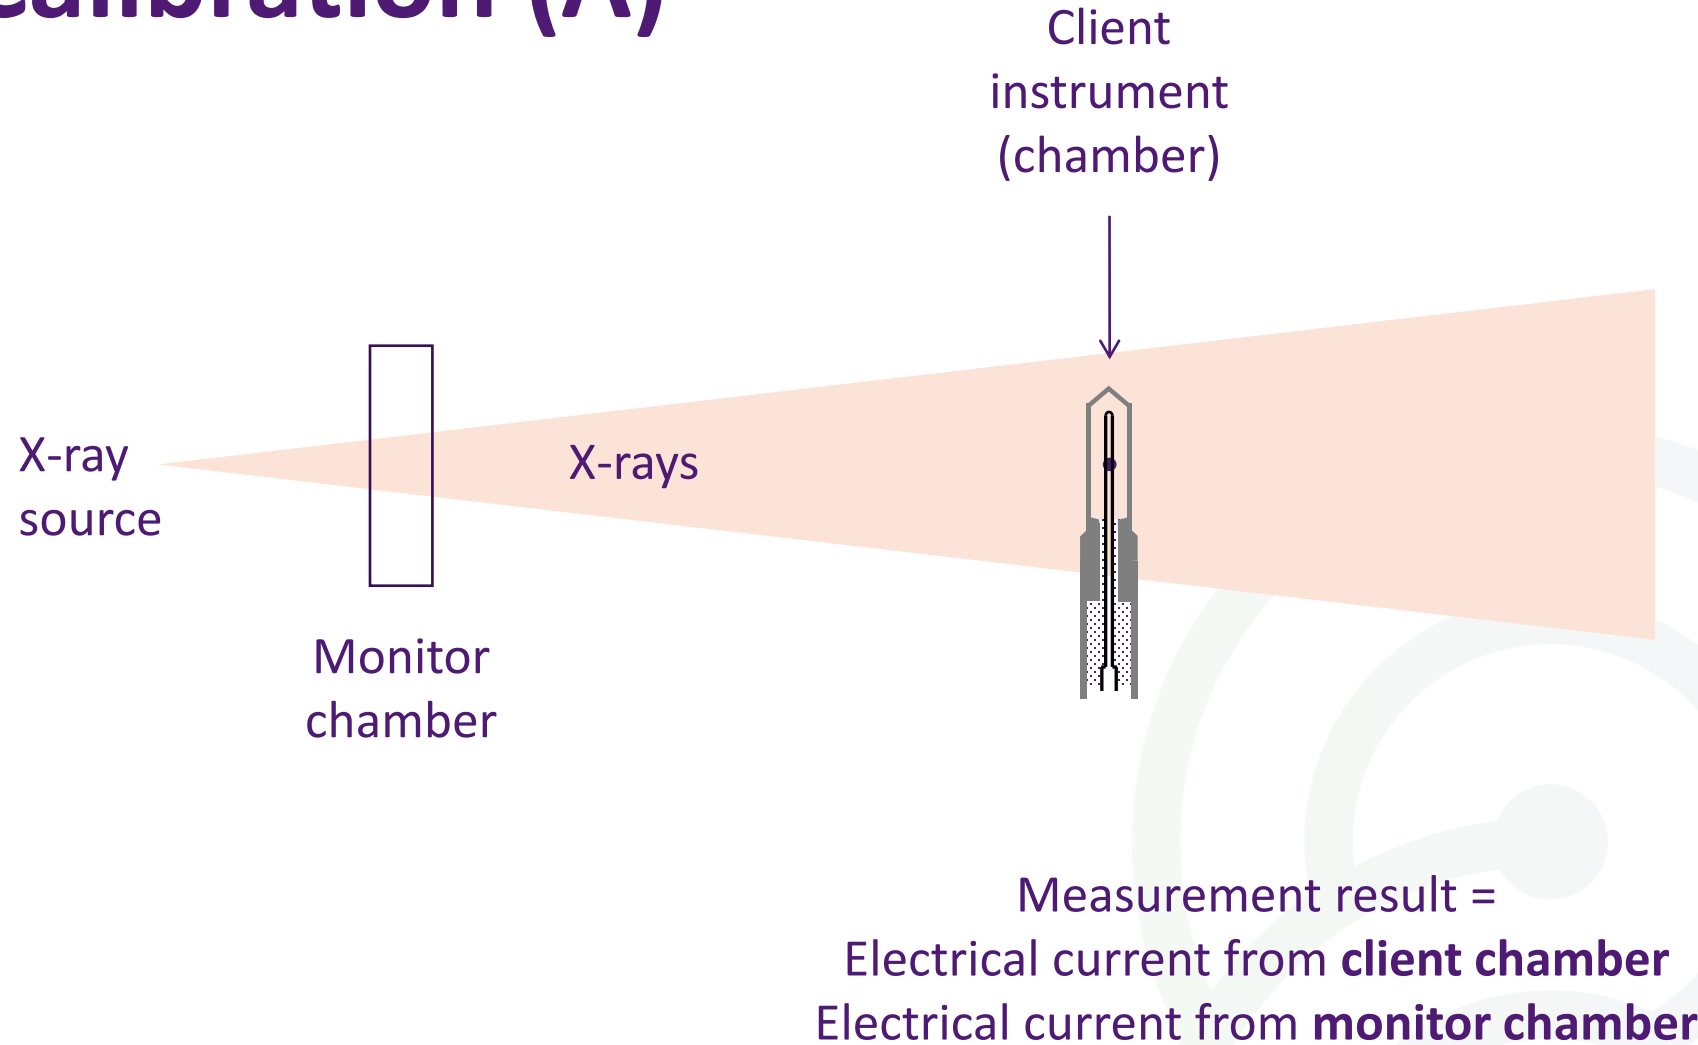 Calibration (A)
Client
instrument
(chamber)
X-ray
source
X-rays
Monitor
chamber
Measurement result =
Electrical current from client chamber
Electrical current from monitor chamber